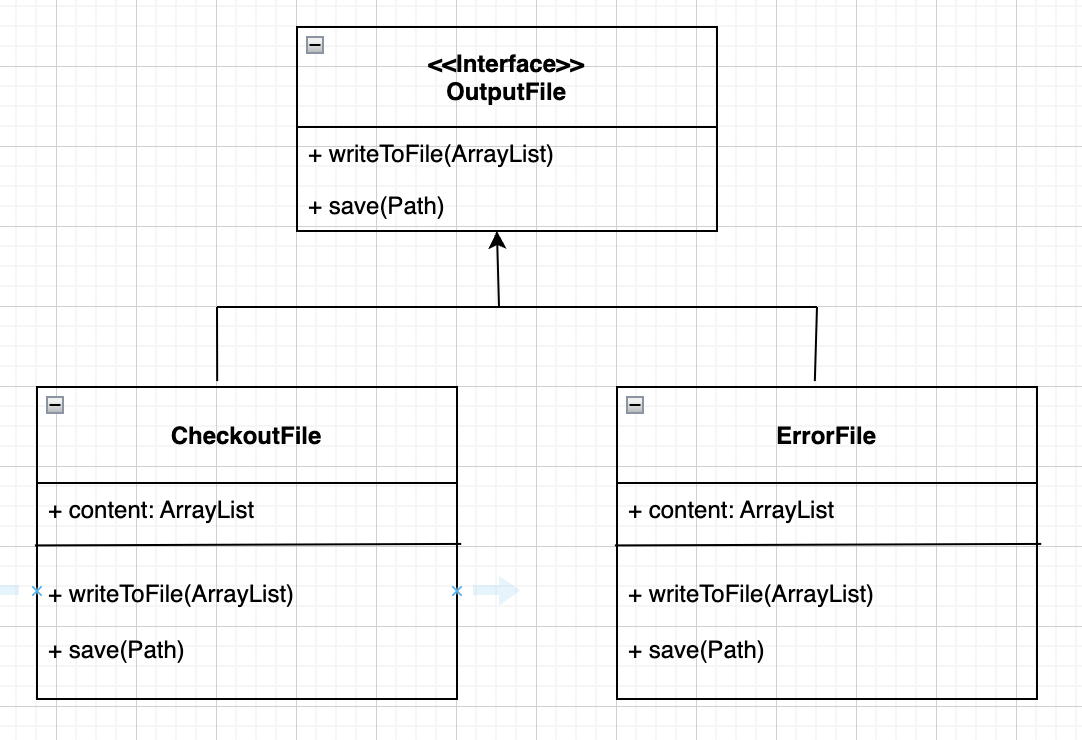 <<Interface>>
OutputFile
+ writeToFile(ArrayList)
+ save(Path)
CheckoutFile
+ content: ArrayList
+ writeToFile(ArrayList)
+ save(Path)
ErrorFile
+ content: ArrayList
+ writeToFile(ArrayList)
+ save(Path)